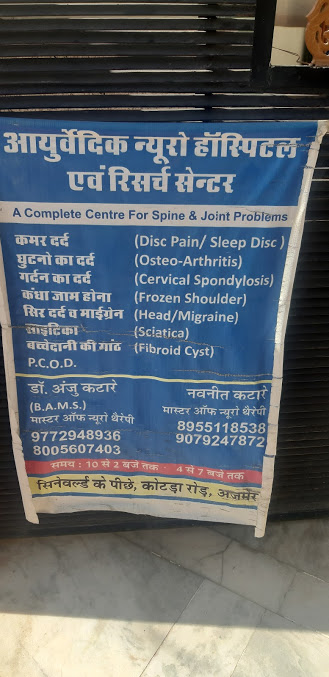 आयुर्वेदिक न्यूरो हॉस्पिटल
एवं रिसर्च सेन्टर
A Complete Centre For Spine & Joint Problems
कमर दर्द (Disc Pain/ Sleep Disc )
घुटनो का दर्द (Osteo-Arthritis)
गर्दन का दर्द (Cervical Spondylosis)
कंधा जाम होना (Frozen Shoulder)
सिर दर्द व माईग्रेन (Head/Migraine)
साइटिका (Sciatica)
बच्चेदानी की गांठ (Fibroid Cyst)
P.C.O.D.
डॉ. अंजु कटारे
(B.A.M.S.)
मास्टर ऑफ न्यूरो थैरेपी
9772948936
8005607403
नवनीत कटारे
मास्टर ऑफ न्यूरो थैरेपी
8955118538
9079247872
समय : 10 से 2 बजे तक - 4 से 7 बजे तक
सिनेवर्ल्ड के पीछे, कोटड़ा रोड़, अजमेर